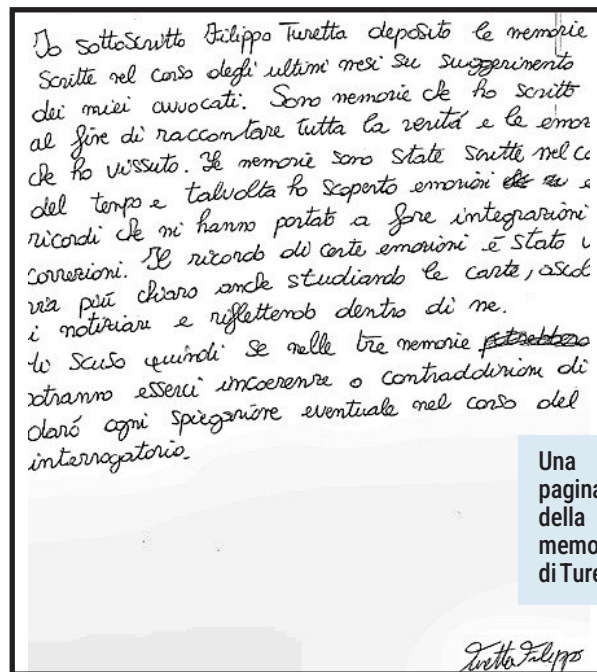 Io sottoscritto Filippo Turetta deposito le memorie
scritte nel corso degli ultimi mesi su suggerimento
dei miei avvocati. Sono memorie che ho scritto
al fine di raccontare tutta la verità e le emo
che ho vissuto. Le memorie sono state scritte nel co
del tempo e talvolta ho scoperto emozioni e
ricordi che mi hanno portato a fare integrazioni
correzioni. Il ricordo di certe emozioni è stato v
via più chiaro anche studiando le carte, ascol
i notiziari e riflettendo dentro di me.
Mi scuso quindi se nelle tre memorie potrebbero
potranno esserci incoerenze o contraddizioni di
darò ogni spiegazione eventuale nel corso del
interrogatorio.
Una
pagina
della
memo
di Ture
Turetta Filippo